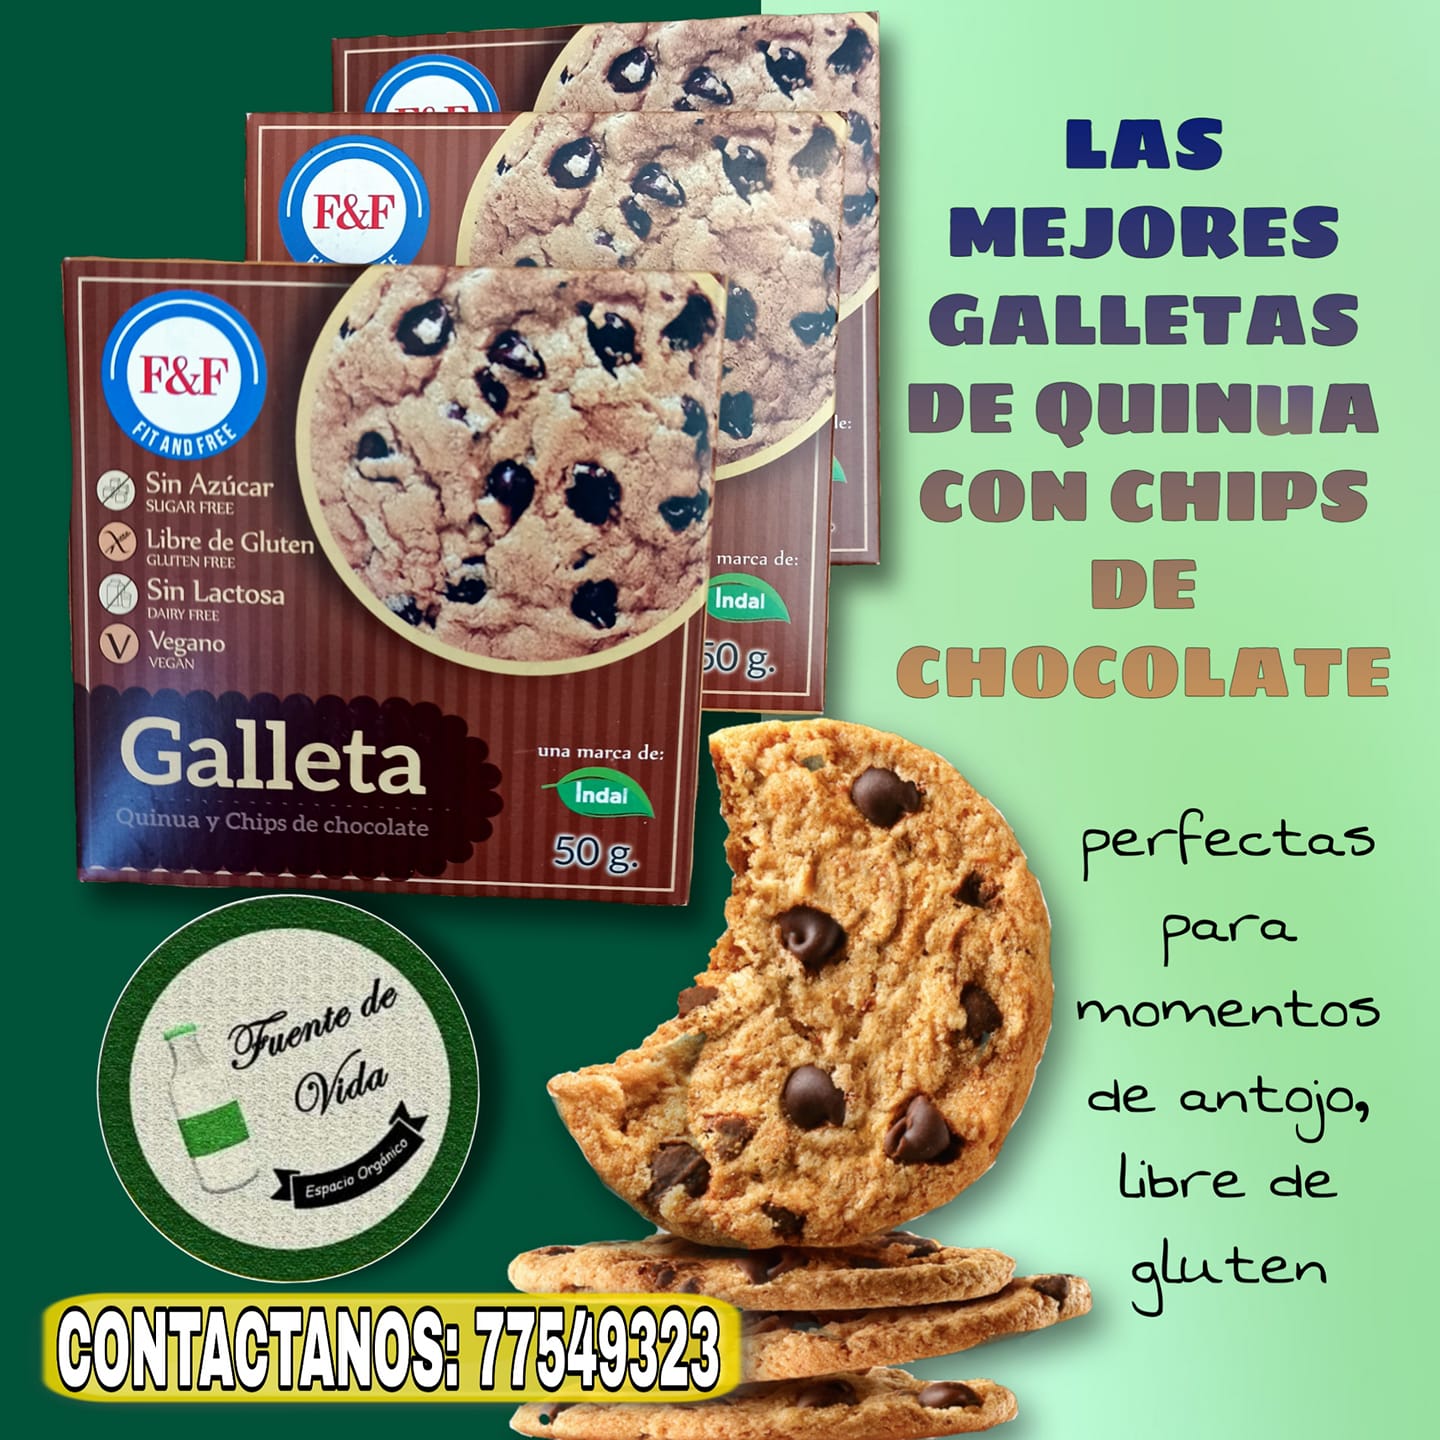 F&F
F&F
F&F
FIT AND FREE
Sin Azúcar
SUGAR FREE
Libre de Gluten
GLUTEN FREE
Sin Lactosa
DAIRY FREE
V
Vegano
VEGAN
Galleta
Quinua y Chips de chocolate
una marca de:
Indal
50 g.
marca de:
Indal
50 g.
de:
LAS
MEJORES
GALLETAS
DE QUINUA
CON CHIPS
DE
CHOCOLATE
perfectas
para
momentos
de antojo,
libre de
gluten
Fuente de
Vida
Espacio Orgánico
CONTACTANOS: 77549323